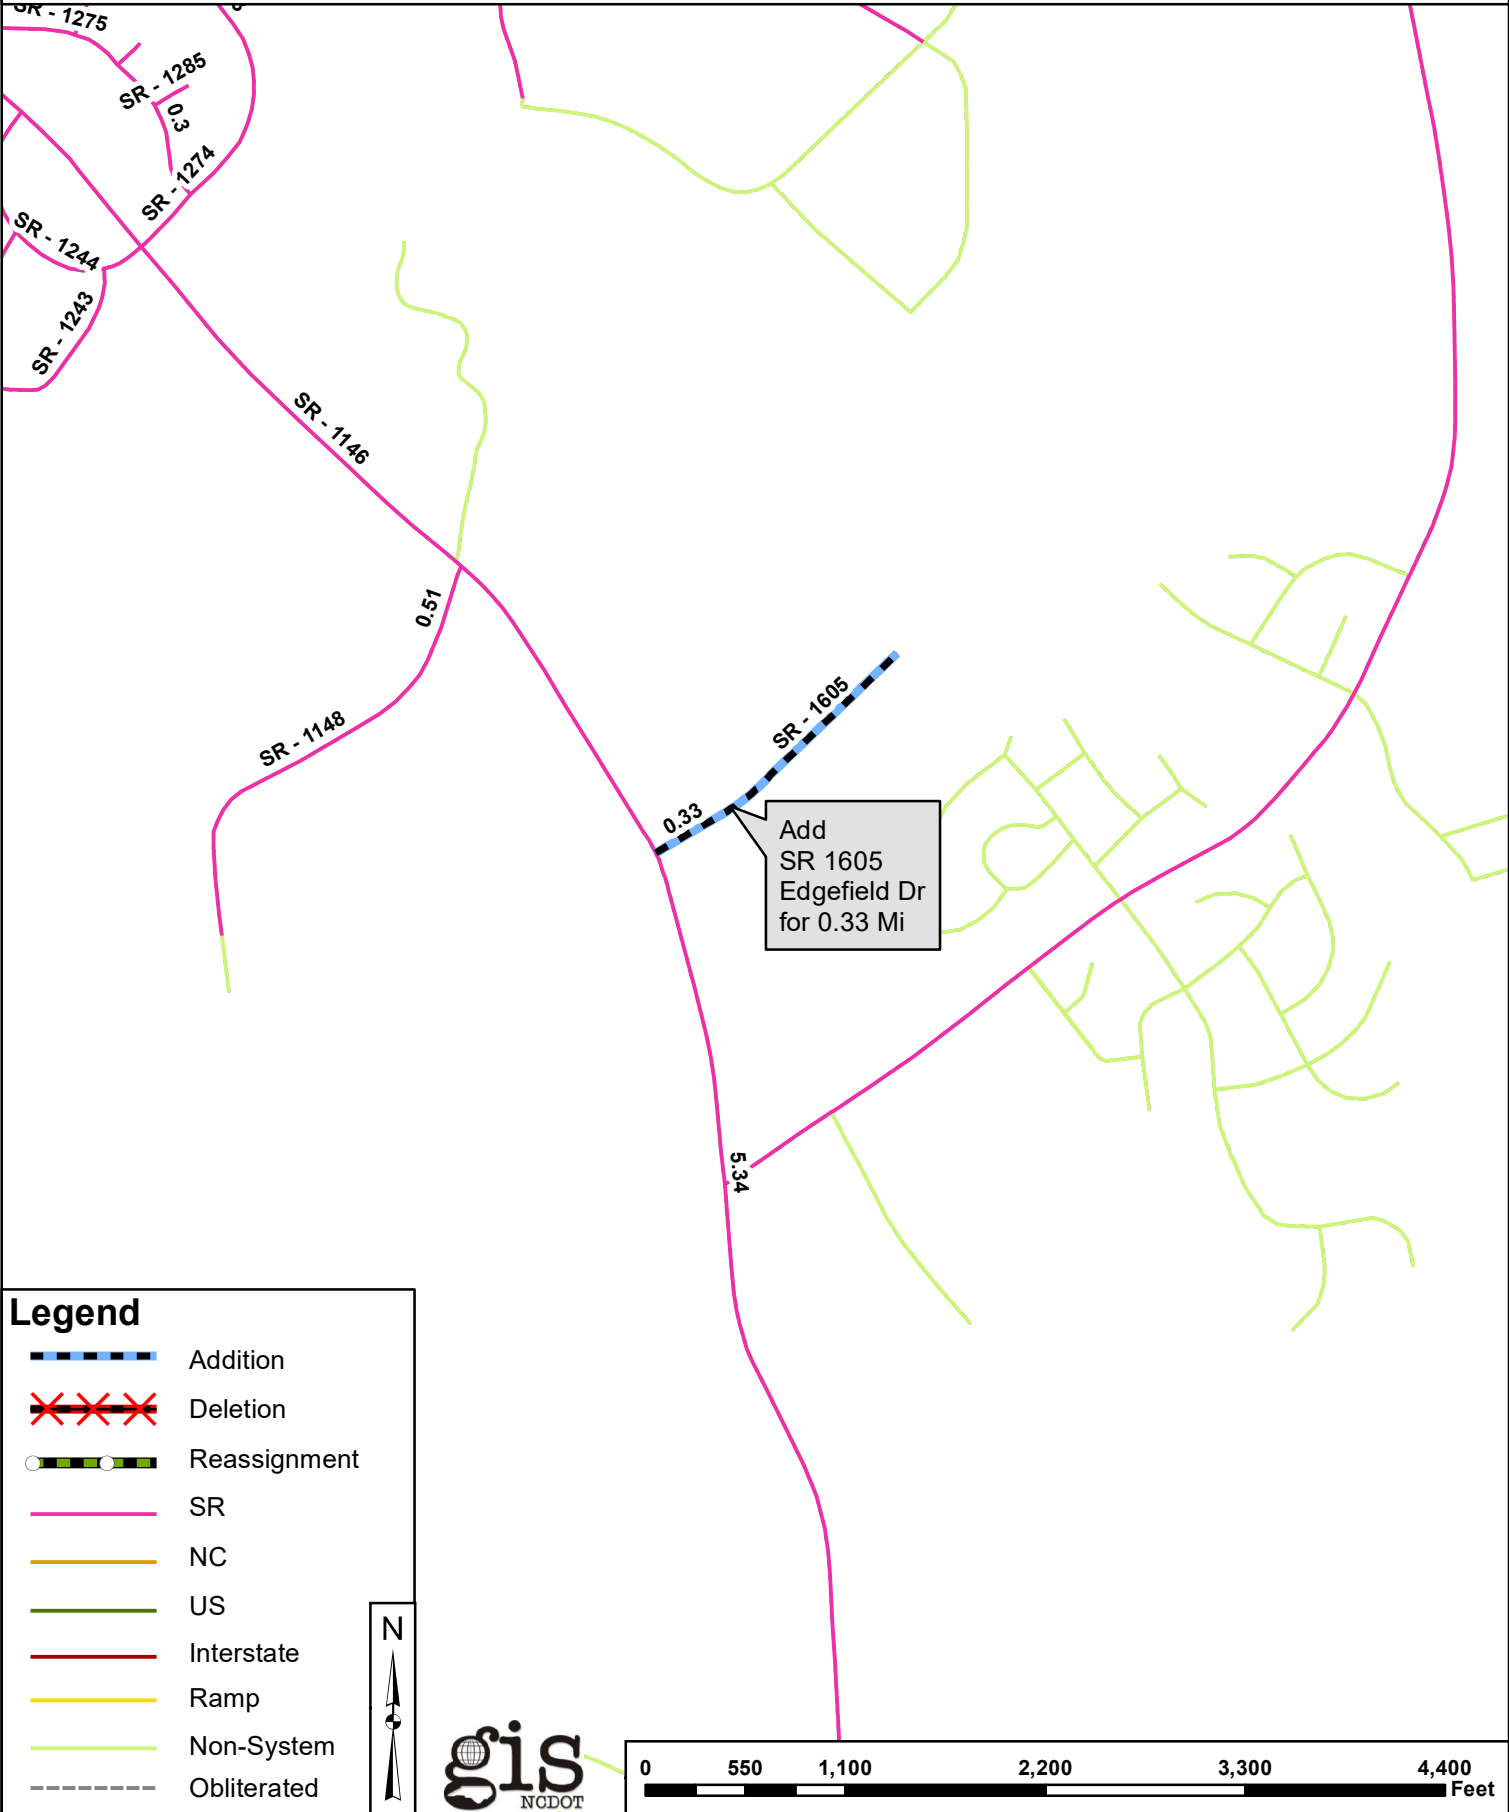 SR - 1275
SR - 1285
0.3
SR - 1274
SR - 1244
SR - 1243
SR - 1146
0.51
SR - 1148
SR - 1605
0.33
Add
SR 1605
Edgefield Dr
for 0.33 Mi
5.34
Legend
Addition
Deletion
Reassignment
SR
NC
US
Interstate
Ramp
Non-System
Obliterated
N
gis
NCDOT
0 550 1,100 2,200 3,300 4,400
Feet